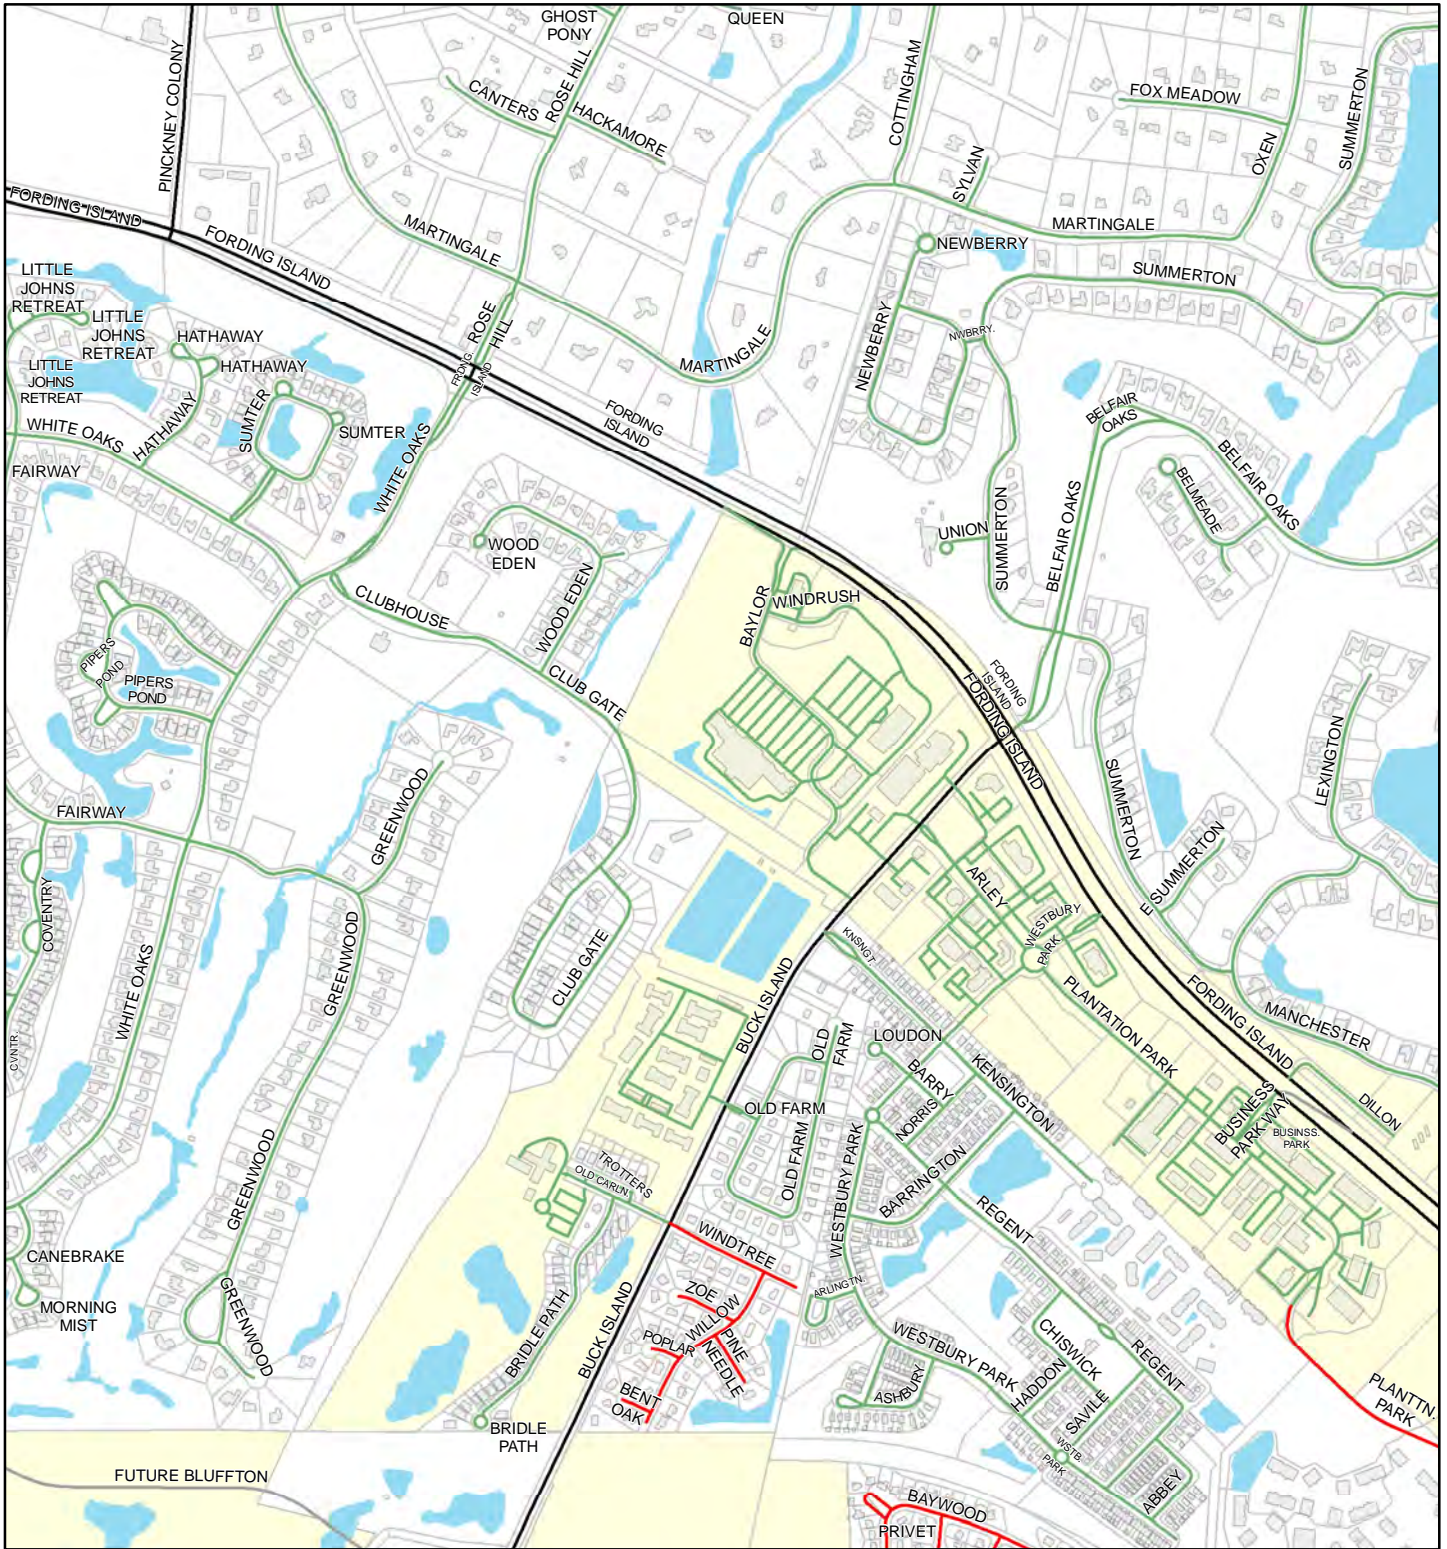 GHOST
PONY
QUEEN
PINCKNEY COLONY
CANTERS
ROSE HILL
HACKAMORE
COTTINGHAM
FOX MEADOW
SUMMERTON
OXEN
SYLVAN
FORDING ISLAND
FORDING ISLAND
MARTINGALE
MARTINGALE
NEWBERRY
SUMMERTON
LITTLE
JOHNS
RETREAT
LITTLE
JOHNS
RETREAT
LITTLE
JOHNS
RETREAT
HATHAWAY
HATHAWAY
HATHAWAY
ROSE
HILL
FRDNG.
ISLAND
MARTINGALE
NEWBERRY
NWBRRY.
SUMTER
SUMTER
WHITE OAKS
FAIRWAY
WHITE OAKS
FORDING
ISLAND
BELFAIR
OAKS
BELFAIR OAKS
BELMEADE
BELFAIR OAKS
WOOD
EDEN
WOOD EDEN
UNION
SUMMERTON
CLUBHOUSE
BAYLOR
WINDRUSH
PIPERS
POND
PIPERS
POND
CLUB GATE
FORDING
ISLAND
FORDING ISLAND
FORDING ISLAND
LEXINGTON
SUMMERTON
FAIRWAY
GREENWOOD
E SUMMERTON
ARLEY
WESTBURY
PARK
COVENTRY
WHITE OAKS
GREENWOOD
CLUB GATE
KNSNGT.
BUCK ISLAND
PLANTATION PARK
FORDING ISLAND
MANCHESTER
CVNTR.
OLD
FARM
LOUDON
BARRY
NORRIS
KENSINGTON
OLD FARM
OLD FARM
BUSINESS
PARK WAY
BUSINSS.
PARK
DILLON
GREENWOOD
TROTTERS
OLD CARLN.
WESTBURY PARK
BARRINGTON
REGENT
CANEBRAKE
MORNING
MIST
GREENWOOD
WINDTREE
ZOE
WILLOW
PINE
NEEDLE
POPLAR
BENT
OAK
BUCK ISLAND
BRIDLE PATH
BRIDLE
PATH
ARLINGTN.
WESTBURY PARK
ASHBURY
CHISWICK
HADDON
SAVILE
REGENT
WSTB.
PARK
ABBEY
PLANTTN.
PARK
FUTURE BLUFFTON
BAYWOOD
PRIVET